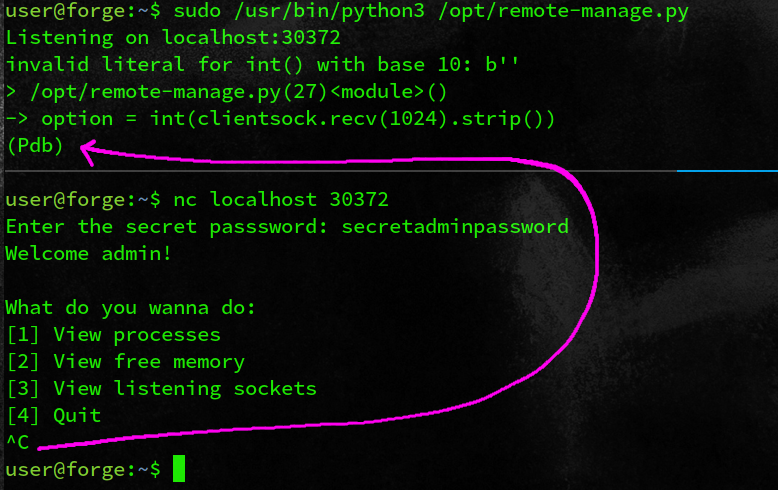 user@forge:~$ sudo /usr/bin/python3 /opt/remote-manage.py
Listening on localhost:30372
invalid literal for int() with base 10: b''
> /opt/remote-manage.py(27)<module>()
-> option = int(clientsock.recv(1024).strip())
(Pdb)
user@forge:~$ nc localhost 30372
Enter the secret passsword: secretadminpassword
Welcome admin!
What do you wanna do:
[1] View processes
[2] View free memory
[3] View listening sockets
[4] Quit
^C
user@forge:~$